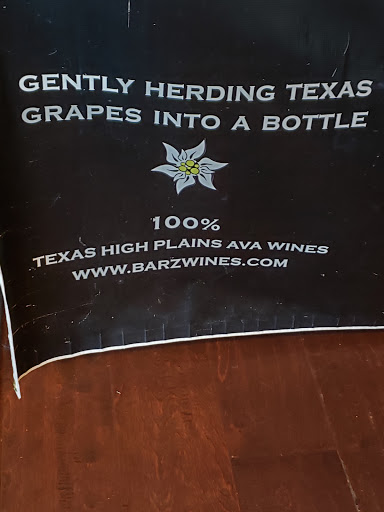 GENTLY HERDING TEXAS
GRAPES INTO A BOTTLE
100%
TEXAS HIGH PLAINS AVA WINES
WWW.BARZWINES.COM